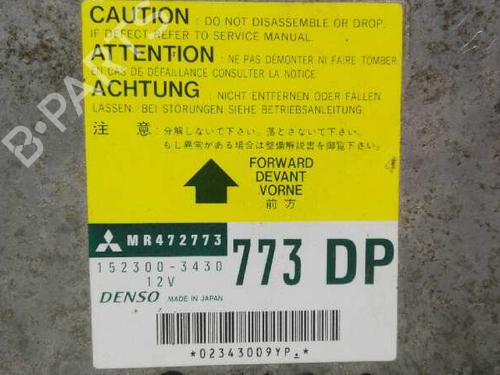 CAUTION : DO NOT DISASSEMBLE OR DROP.
IF DEFECT, REFER TO SERVICE MANUAL.
ATTENTION : NE PAS DÉMONTER NI FAIRE TOMBER
EN CAS DE DÉFAILLANCE CONSULTER LA NOTICE
ACHTUNG : NICHT ENTFERNEN ODER FALLEN
LASSEN. BEI STÖRUNGEN SIEHE BETRIEBSANLEITUNG.
注 意 : 分解しないで下さい。落とさないで下さい。
もし異常がある場合は整備解説書を御覧下さい。
FORWARD
DEVANT
VORNE
前 方
MR472773
773 DP
152300-3430
12V
DENSO MADE IN JAPAN
*02343009YP.*
B-PARTS